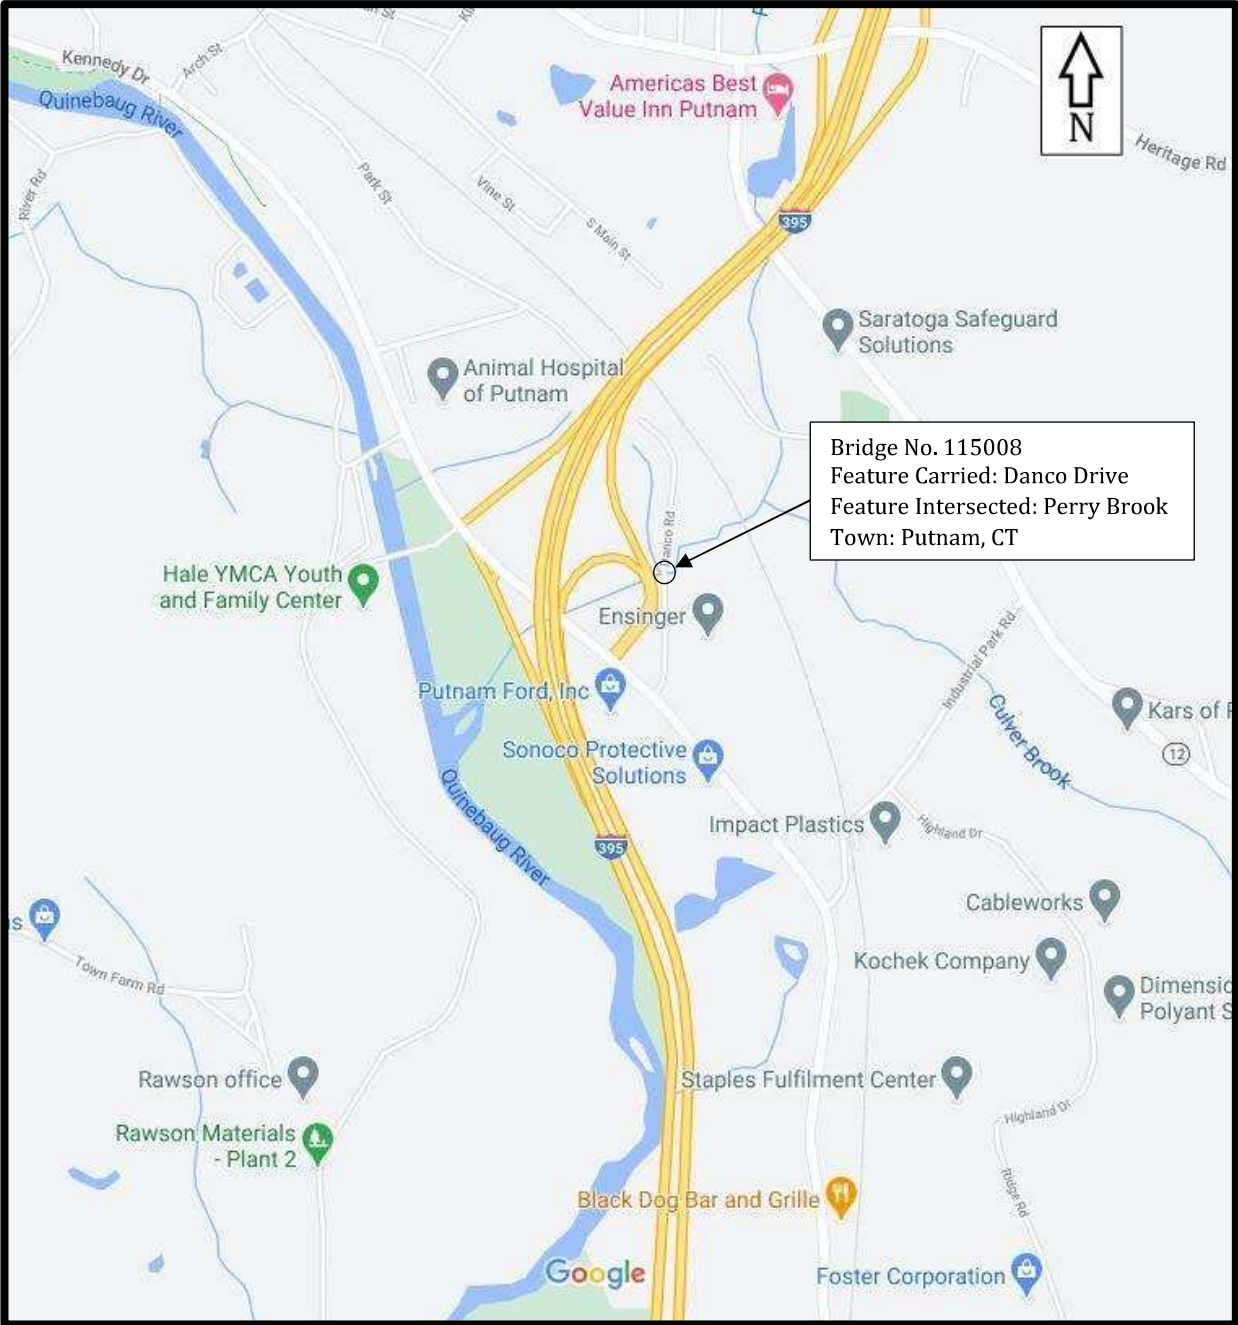 Kennedy Dr
Arch St
Quinebaug River
River Rd
Park St
Vine St
S Main St
Americas Best
Value Inn Putnam
N
Heritage Rd
395
Saratoga Safeguard
Solutions
Animal Hospital
of Putnam
Bridge No. 115008
Feature Carried: Danco Drive
Feature Intersected: Perry Brook
Town: Putnam, CT
Danco Rd
Hale YMCA Youth
and Family Center
Ensinger
Industrial Park Rd
Putnam Ford, Inc
Culver Brook
Kars of
12
Sonoco Protective
Solutions
Quinebaug River
Impact Plastics
Highland Dr
395
Cableworks
Town Farm Rd
Kochek Company
Dimensio
Polyant S
Rawson office
Staples Fulfilment Center
Highland Dr
Rawson Materials
- Plant 2
Ridge Rd
Black Dog Bar and Grille
Google
Foster Corporation